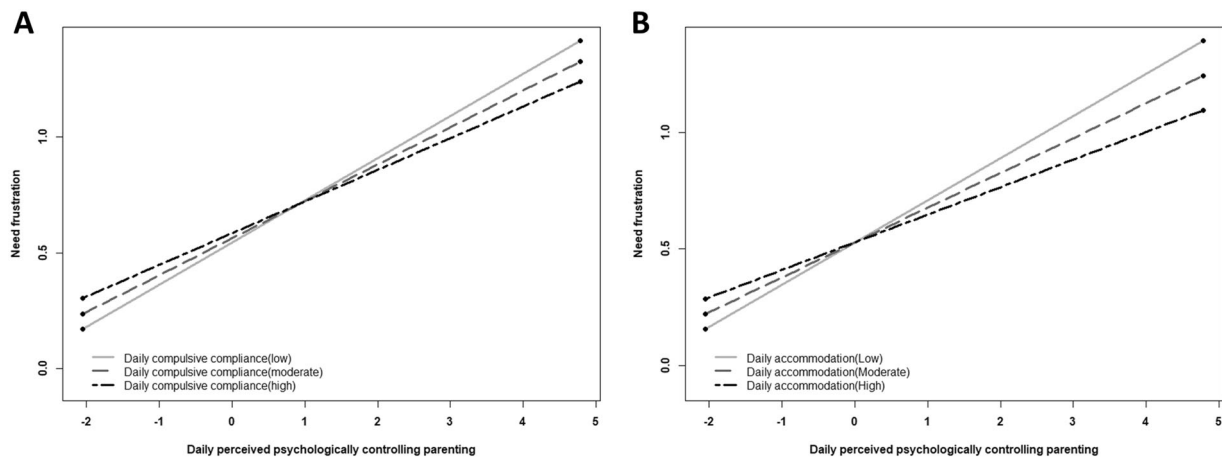 A
Need frustration
1.0
0.5
0.0
Daily compulsive compliance(low)
Daily compulsive compliance(moderate)
Daily compulsive compliance(high)
-2 -1 0 1 2 3 4 5
Daily perceived psychologically controlling parenting
B
Need frustration
1.0
0.5
0.0
Daily accommodation(Low)
Daily accommodation(Moderate)
Daily accommodation(High)
-2 -1 0 1 2 3 4 5
Daily perceived psychologically controlling parenting